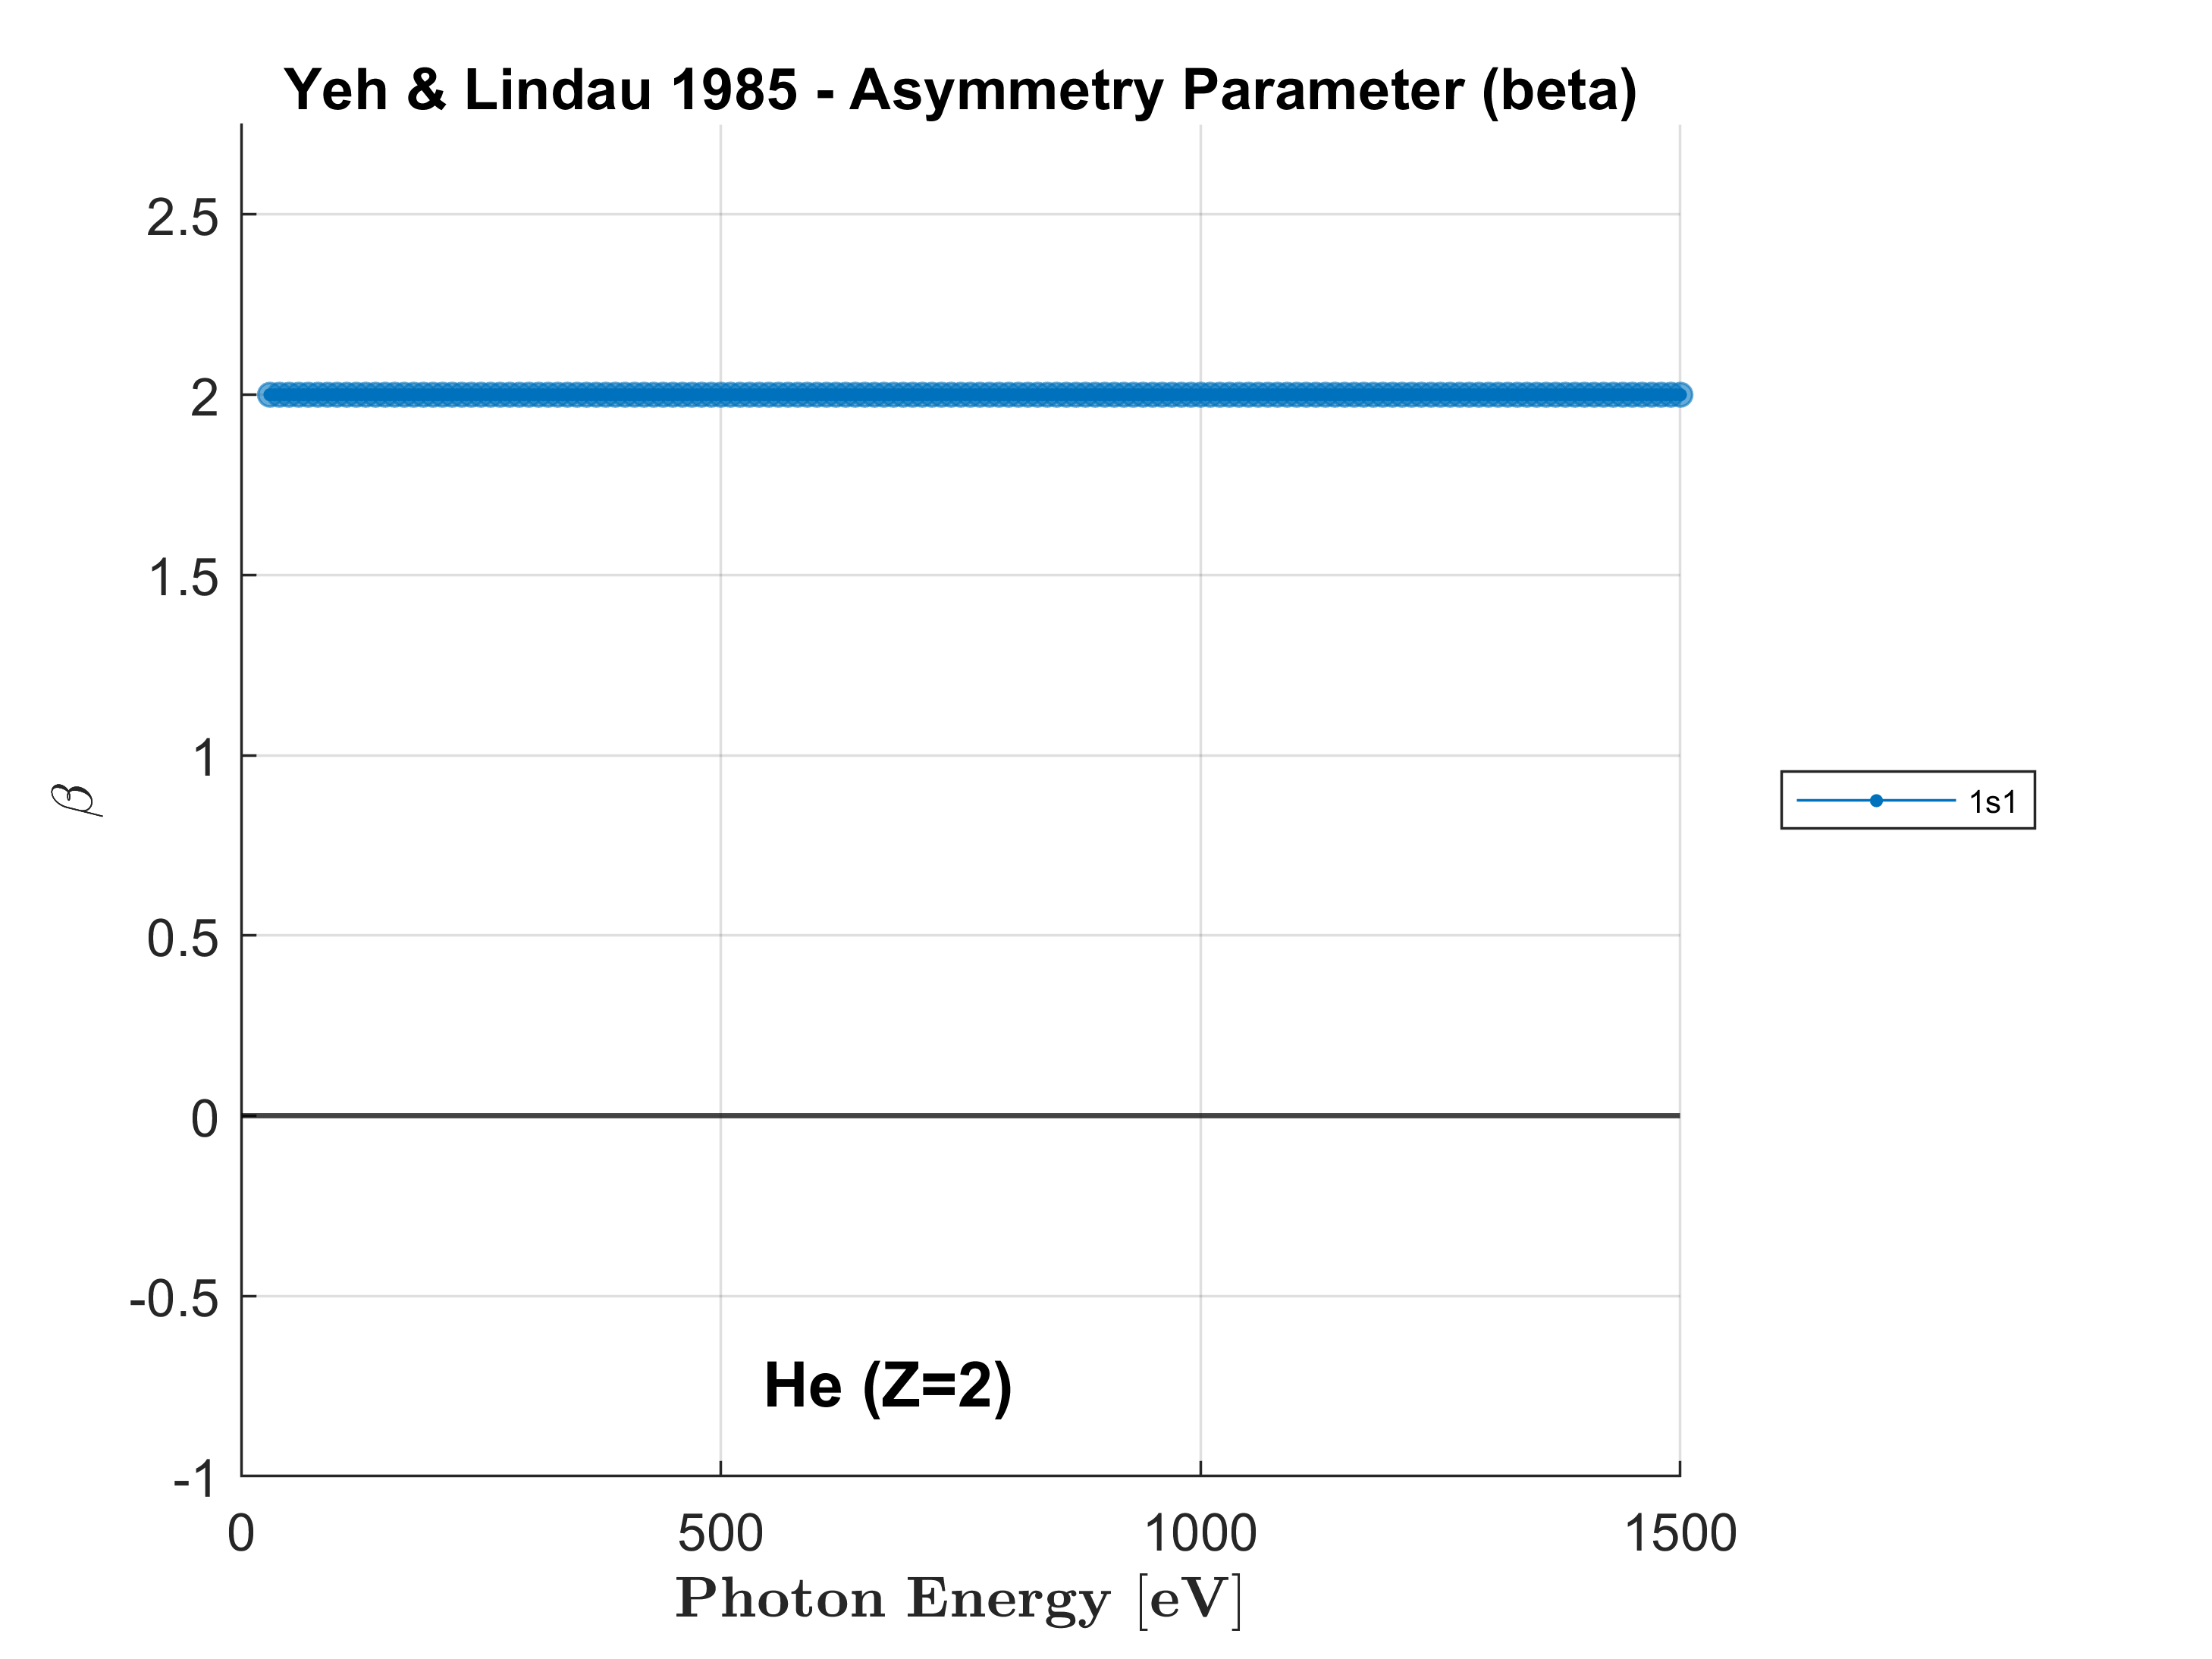 Yeh & Lindau 1985 - Asymmetry Parameter (beta)
2.5
2
1.5
1
0.5
0
-0.5
-1
β
1s1
He (Z=2)
0 500 1000 1500
Photon Energy [eV]